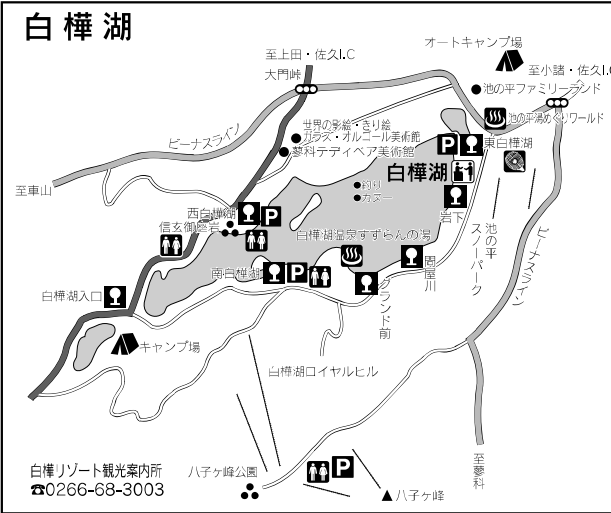 白樺湖
オートキャンプ場
至上田・佐久I.C
至小諸・佐久I.C
大門峠
池の平ファミリーランド
ビーナスライン
世界の影絵・きり絵
ガラス・オルゴール美術館
蓼科テディベア美術館
池の平湯めぐりワールド
P
東白樺湖
白樺湖
釣り
カヌー
岩下
至車山
西白樺湖
P
信玄御座岩
白樺湖温泉すずらんの湯
南白樺湖
P
グランド前
間屋川
池の平
スノーパーク
ビーナスライン
白樺湖入口
キャンプ場
白樺湖ロイヤルヒル
至蓼科
白樺リゾート観光案内所
☎0266-68-3003
八子ヶ峰公園
P
▲八子ヶ峰